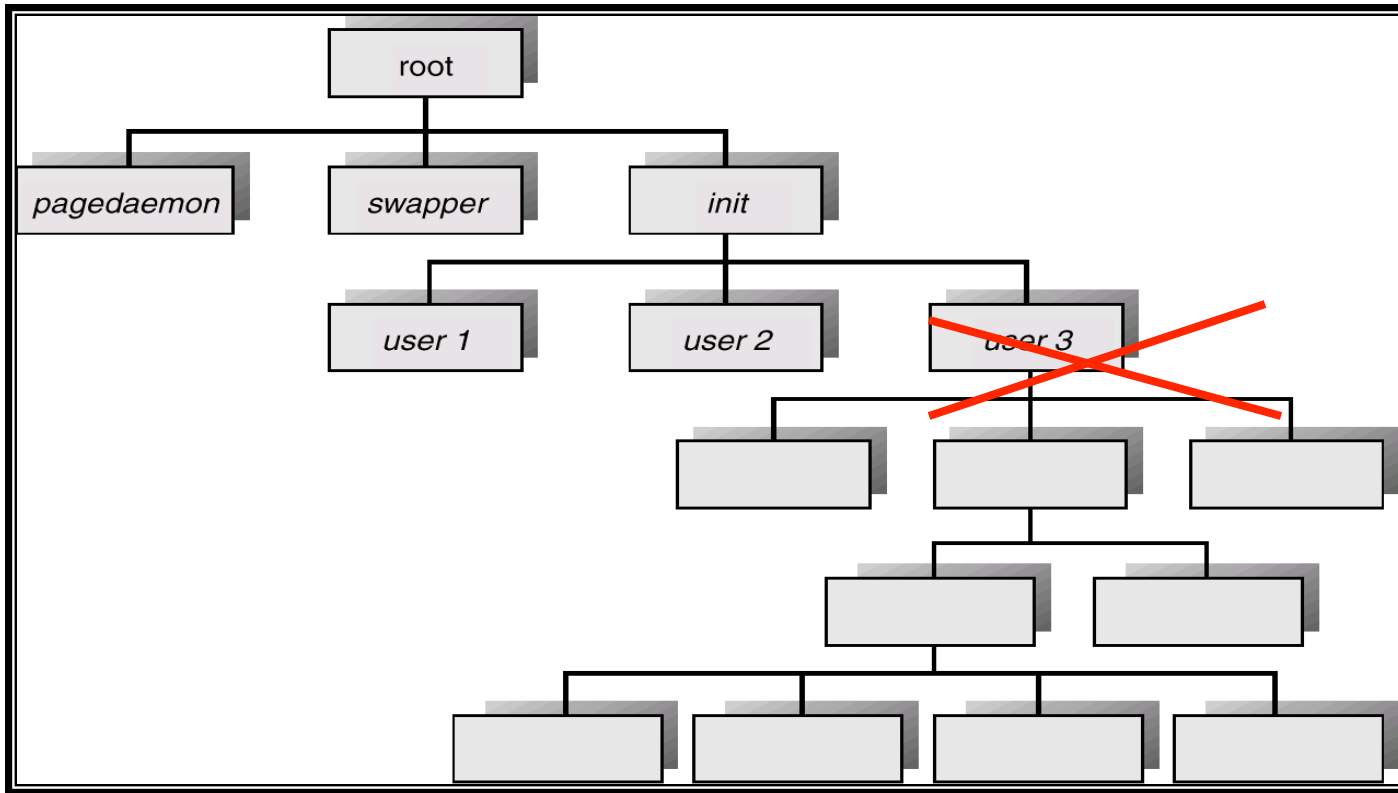 root
pagedaemon
swapper
init
user 1
user 2
user 3